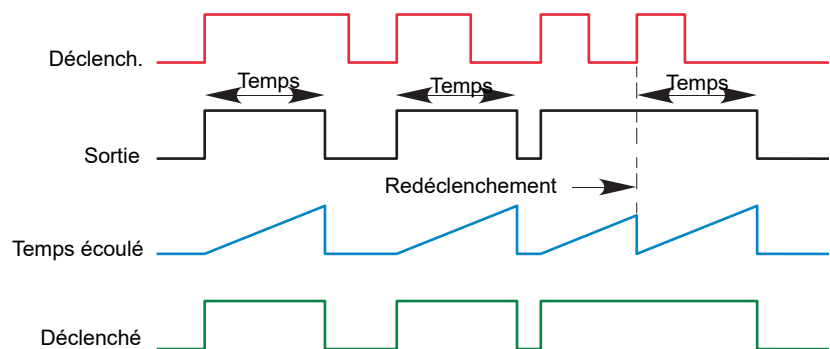 Déclench.
Temps
Temps
Temps
Sortie
Redéclenchement
Temps écoulé
Déclenché